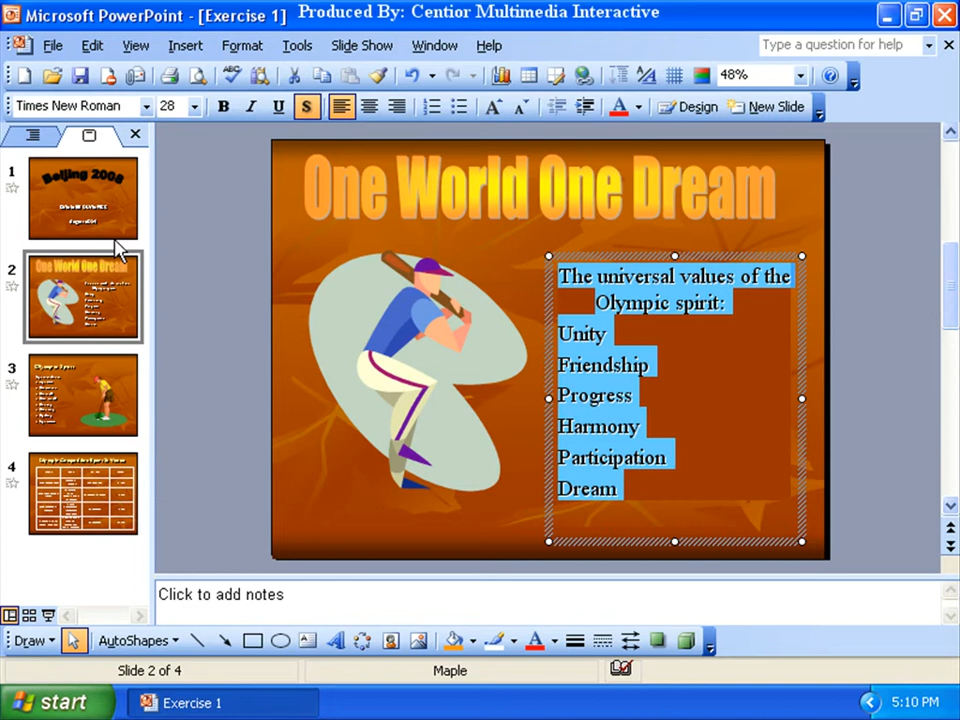 Microsoft PowerPoint - [Exercise 1]
Produced By: Centior Multimedia Interactive
File Edit View Insert Format Tools Slide Show Window Help
Type a question for help
48%
Times New Roman 28 B I U S A A A Design New Slide
1
Beijing 2008
2
One World One Dream
3
4
One World One Dream
The universal values of the
Olympic spirit:
Unity
Friendship
Progress
Harmony
Participation
Dream
Click to add notes
Draw AutoShapes A A
Slide 2 of 4 Maple
start Exercise 1 5:10 PM